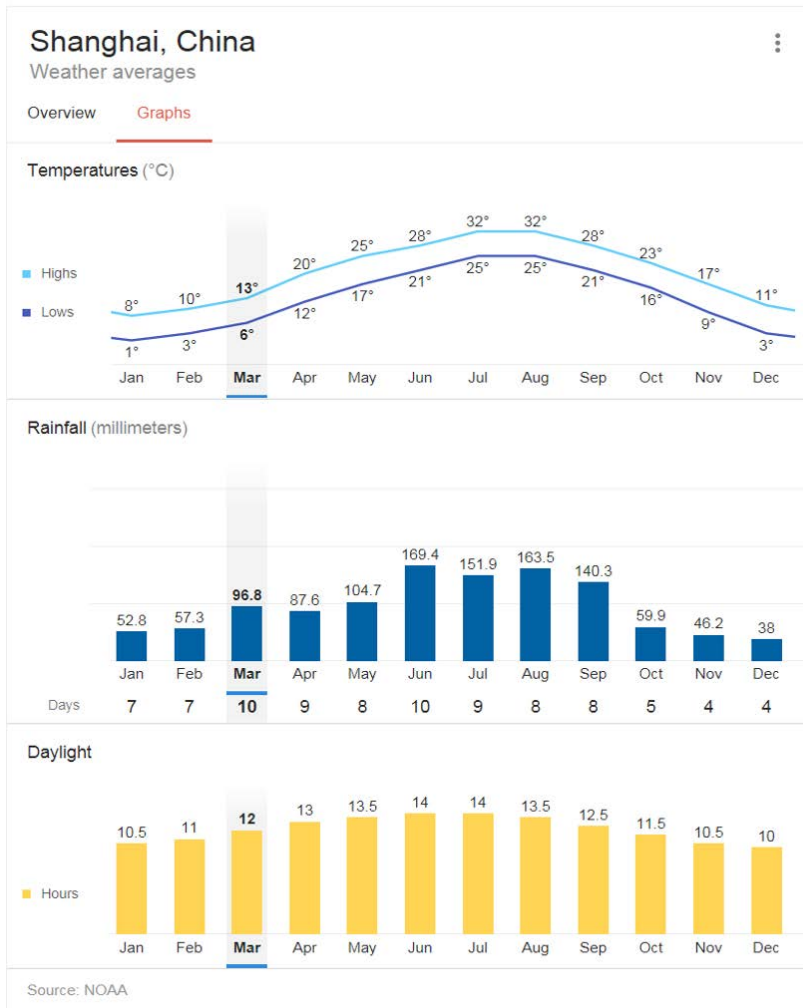 Shanghai, China
Weather averages
Overview Graphs
Temperatures (°C)
32° 32°
28° 28°
25° 23°
20° 17°
Highs 13° 25° 25°
10° 21° 21° 11°
8° 17° 16°
Lows 12° 9°
6°
1° 3° 3°
Jan Feb Mar Apr May Jun Jul Aug Sep Oct Nov Dec
Rainfall (millimeters)
52.8 57.3 96.8 87.6 104.7 169.4 151.9 163.5 140.3 59.9 46.2 38
Jan Feb Mar Apr May Jun Jul Aug Sep Oct Nov Dec
Days 7 7 10 9 8 10 9 8 8 5 4 4
Daylight
10.5 11 12 13 13.5 14 14 13.5 12.5 11.5 10.5 10
Hours
Jan Feb Mar Apr May Jun Jul Aug Sep Oct Nov Dec
Source: NOAA